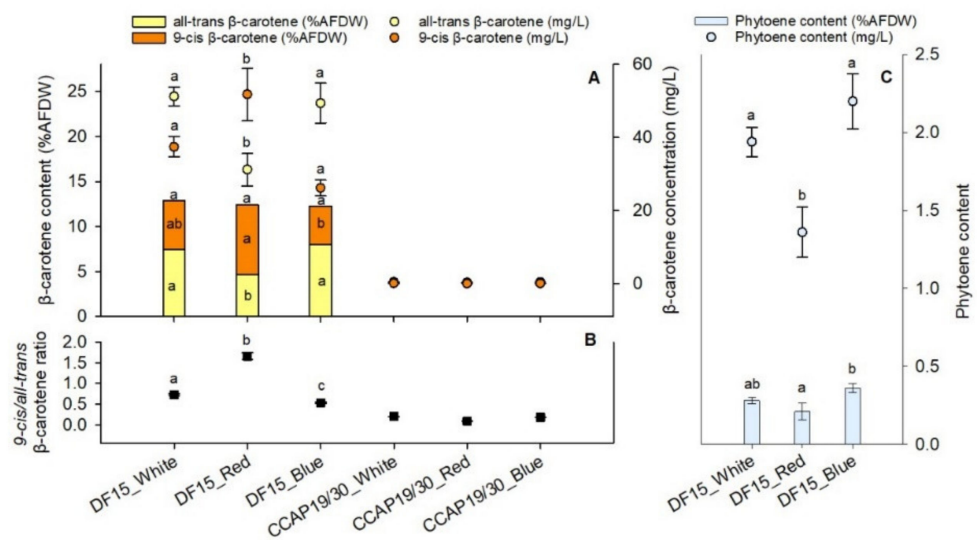 all-trans β-carotene (%AFDW)
9-cis β-carotene (%AFDW)
all-trans β-carotene (mg/L)
9-cis β-carotene (mg/L)
Phytoene content (%AFDW)
Phytoene content (mg/L)
A
β-carotene content (%AFDW)
25
20
15
10
5
0
a
a
a
ab
a
b
b
a
a
b
a
a
a
b
a
60
40
20
0
β-carotene concentration (mg/L)
B
9-cis/all-trans
β-carotene ratio
2.0
1.5
1.0
0.5
0.0
a
b
c
DF15_White
DF15_Red
DF15_Blue
CCAP19/30_White
CCAP19/30_Red
CCAP19/30_Blue
C
a
b
a
ab
a
b
2.5
2.0
1.5
1.0
0.5
0.0
Phytoene content
DF15_White
DF15_Red
DF15_Blue